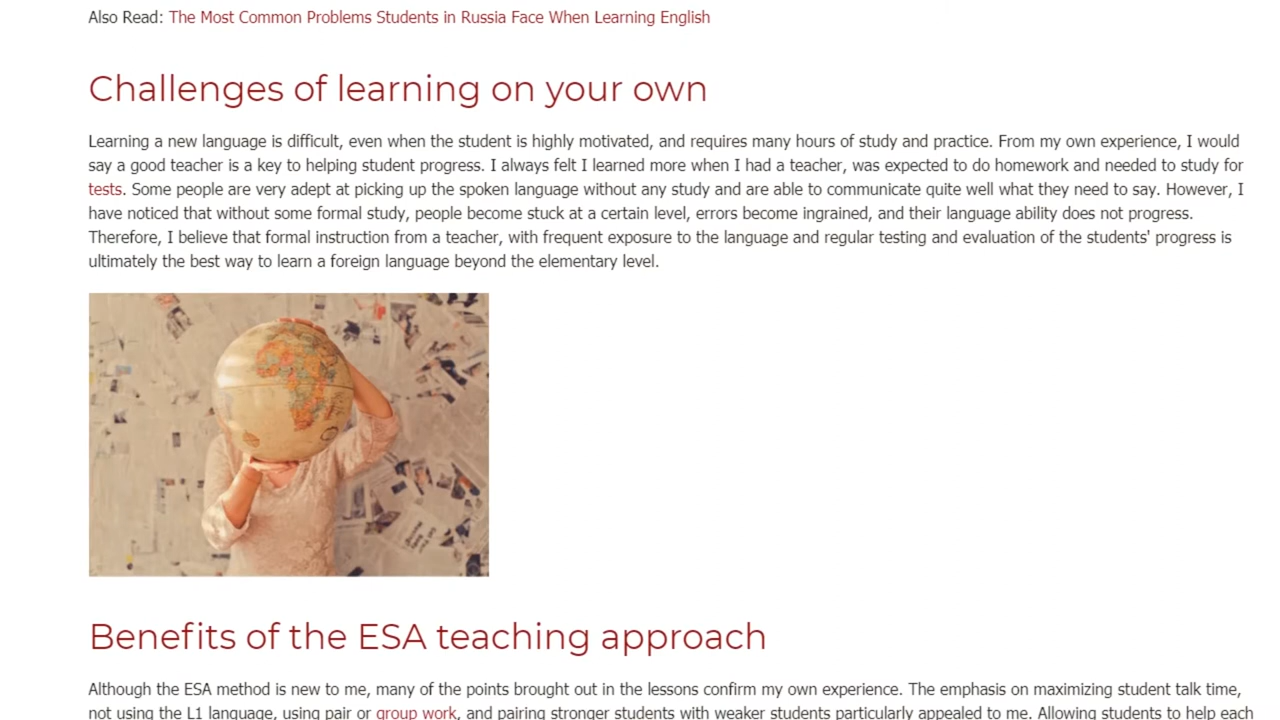 Also Read: The Most Common Problems Students in Russia Face When Learning English
Challenges of learning on your own
Learning a new language is difficult, even when the student is highly motivated, and requires many hours of study and practice. From my own experience, I would
say a good teacher is a key to helping student progress. I always felt I learned more when I had a teacher, was expected to do homework and needed to study for
tests. Some people are very adept at picking up the spoken language without any study and are able to communicate quite well what they need to say. However, I
have noticed that without some formal study, people become stuck at a certain level, errors become ingrained, and their language ability does not progress.
Therefore, I believe that formal instruction from a teacher, with frequent exposure to the language and regular testing and evaluation of the students' progress is
ultimately the best way to learn a foreign language beyond the elementary level.
Benefits of the ESA teaching approach
Although the ESA method is new to me, many of the points brought out in the lessons confirm my own experience. The emphasis on maximizing student talk time,
not using the L1 language, using pair or group work, and pairing stronger students with weaker students particularly appealed to me. Allowing students to help each